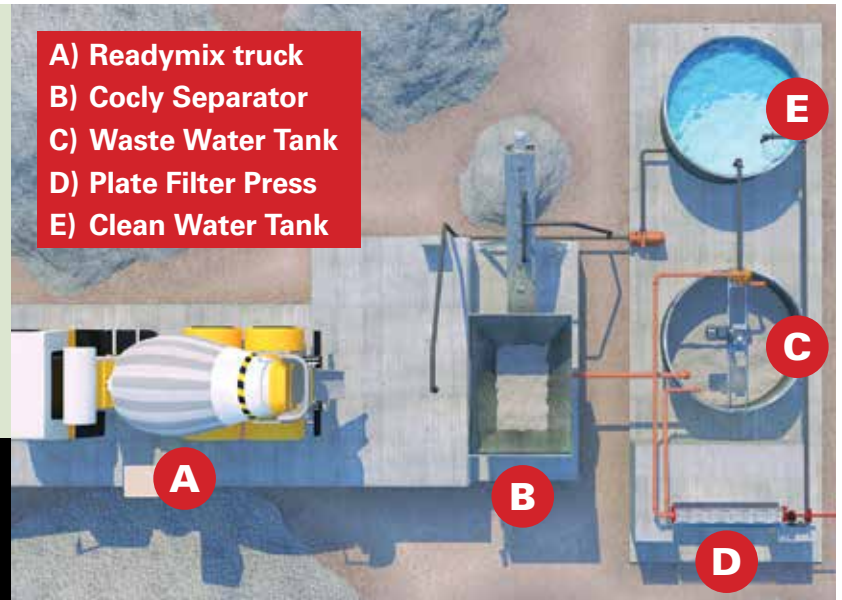 A) Readymix truck
B) Cocly Separator
C) Waste Water Tank
D) Plate Filter Press
E) Clean Water Tank
E
C
A
B
D